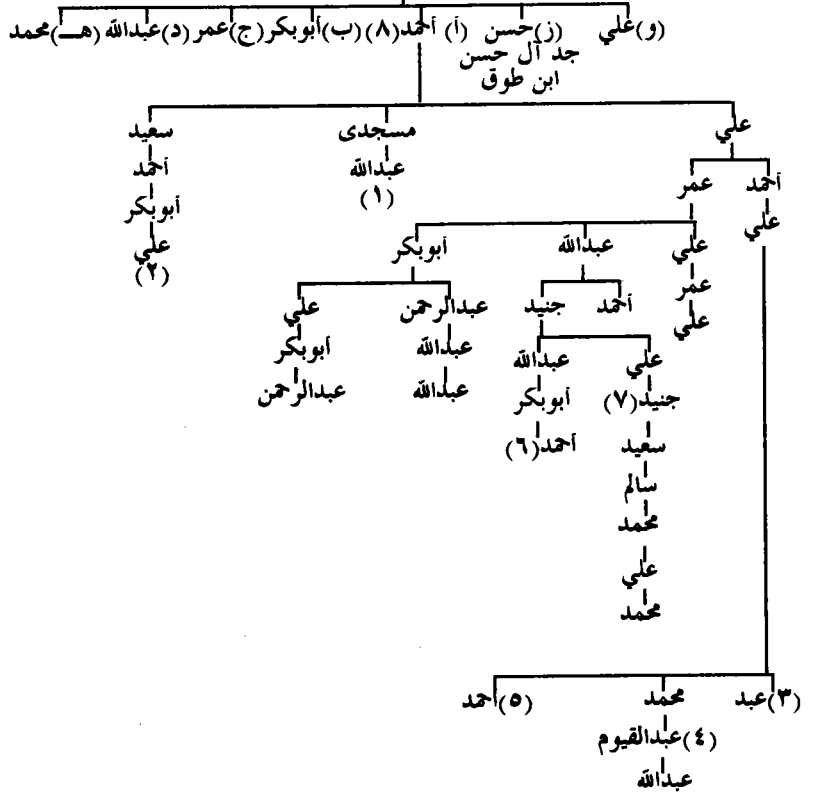 (و)علي (ز)حسن (أ) أحمد(٨) (ب)أبوبكر (ج)عمر (د)عبدالله (هـ)محمد
جد آل حسن
ابن طوق
علي مسجدى سعيد
أحمد عمر عبدالله أحمد
(١)
علي أبوبكر
علي عبدالله أبوبكر علي
(٢)
عمر أحمد جنيد عبدالرحمن علي
علي
علي عبدالله عبدالله أبوبكر
جنيد(٧) أبوبكر عبدالله عبدالرحمن
سعيد أحمد(٦)
سالم
محمد
علي
محمد
(٣)عبد محمد (٥)احمد
(٤)عبدالقيوم
عبدالله